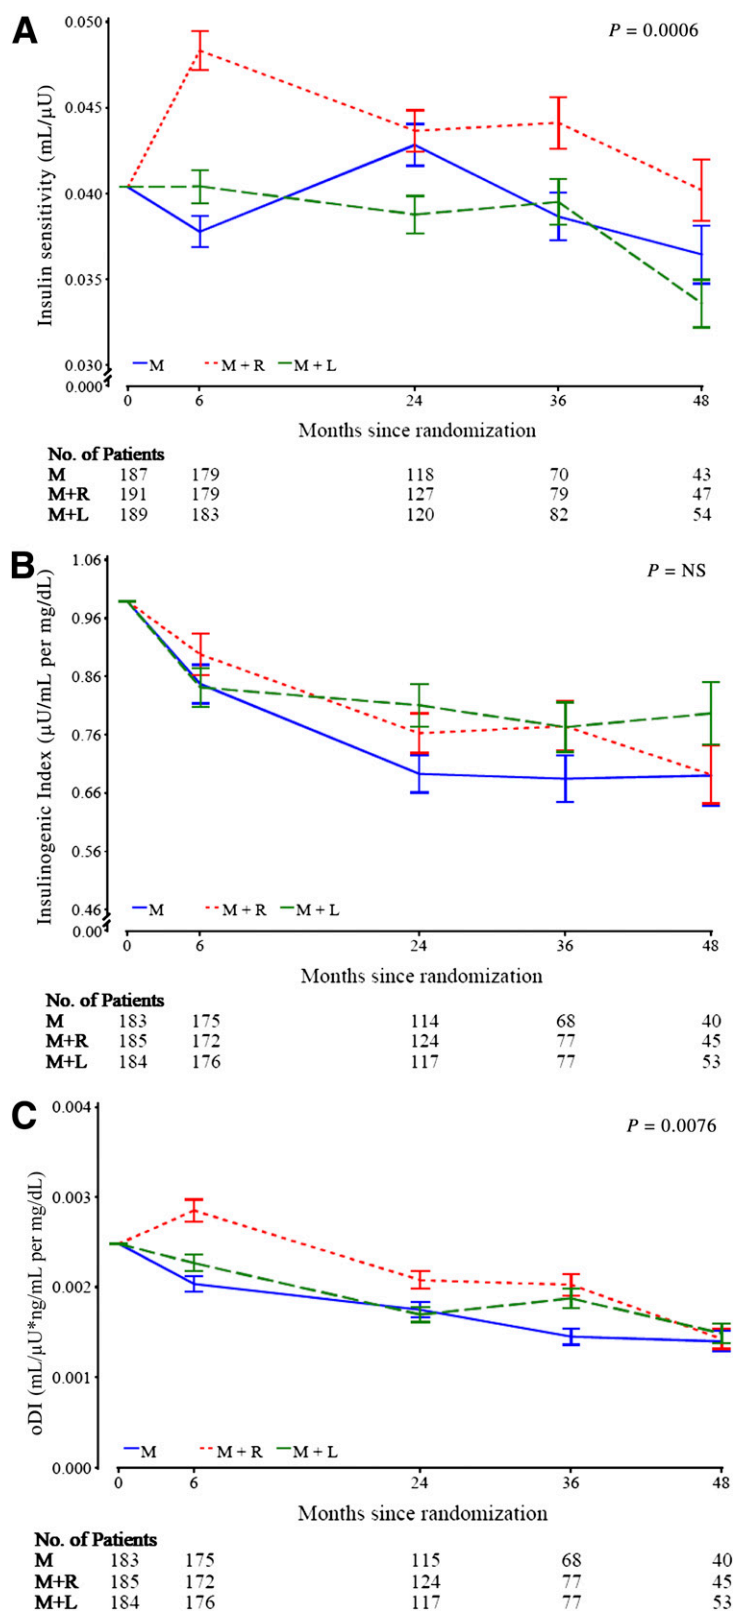 A
P = 0.0006
Insulin sensitivity (mL/μU)
0.050
0.045
0.040
0.035
0.030
0.000
M
M + R
M + L
0 6 24 36 48
Months since randomization
No. of Patients
M 187 179 118 70 43
M+R 191 179 127 79 47
M+L 189 183 120 82 54
B
P = NS
Insulinogenic Index (μU/mL per mg/dL)
1.06
0.96
0.86
0.76
0.66
0.56
0.46
0.00
M
M + R
M + L
0 6 24 36 48
Months since randomization
No. of Patients
M 183 175 114 68 40
M+R 185 172 124 77 45
M+L 184 176 117 77 53
C
P = 0.0076
oDI (mL/μU*ng/mL per mg/dL)
0.004
0.003
0.002
0.001
0.000
M
M + R
M + L
0 6 24 36 48
Months since randomization
No. of Patients
M 183 175 115 68 40
M+R 185 172 124 77 45
M+L 184 176 117 77 53